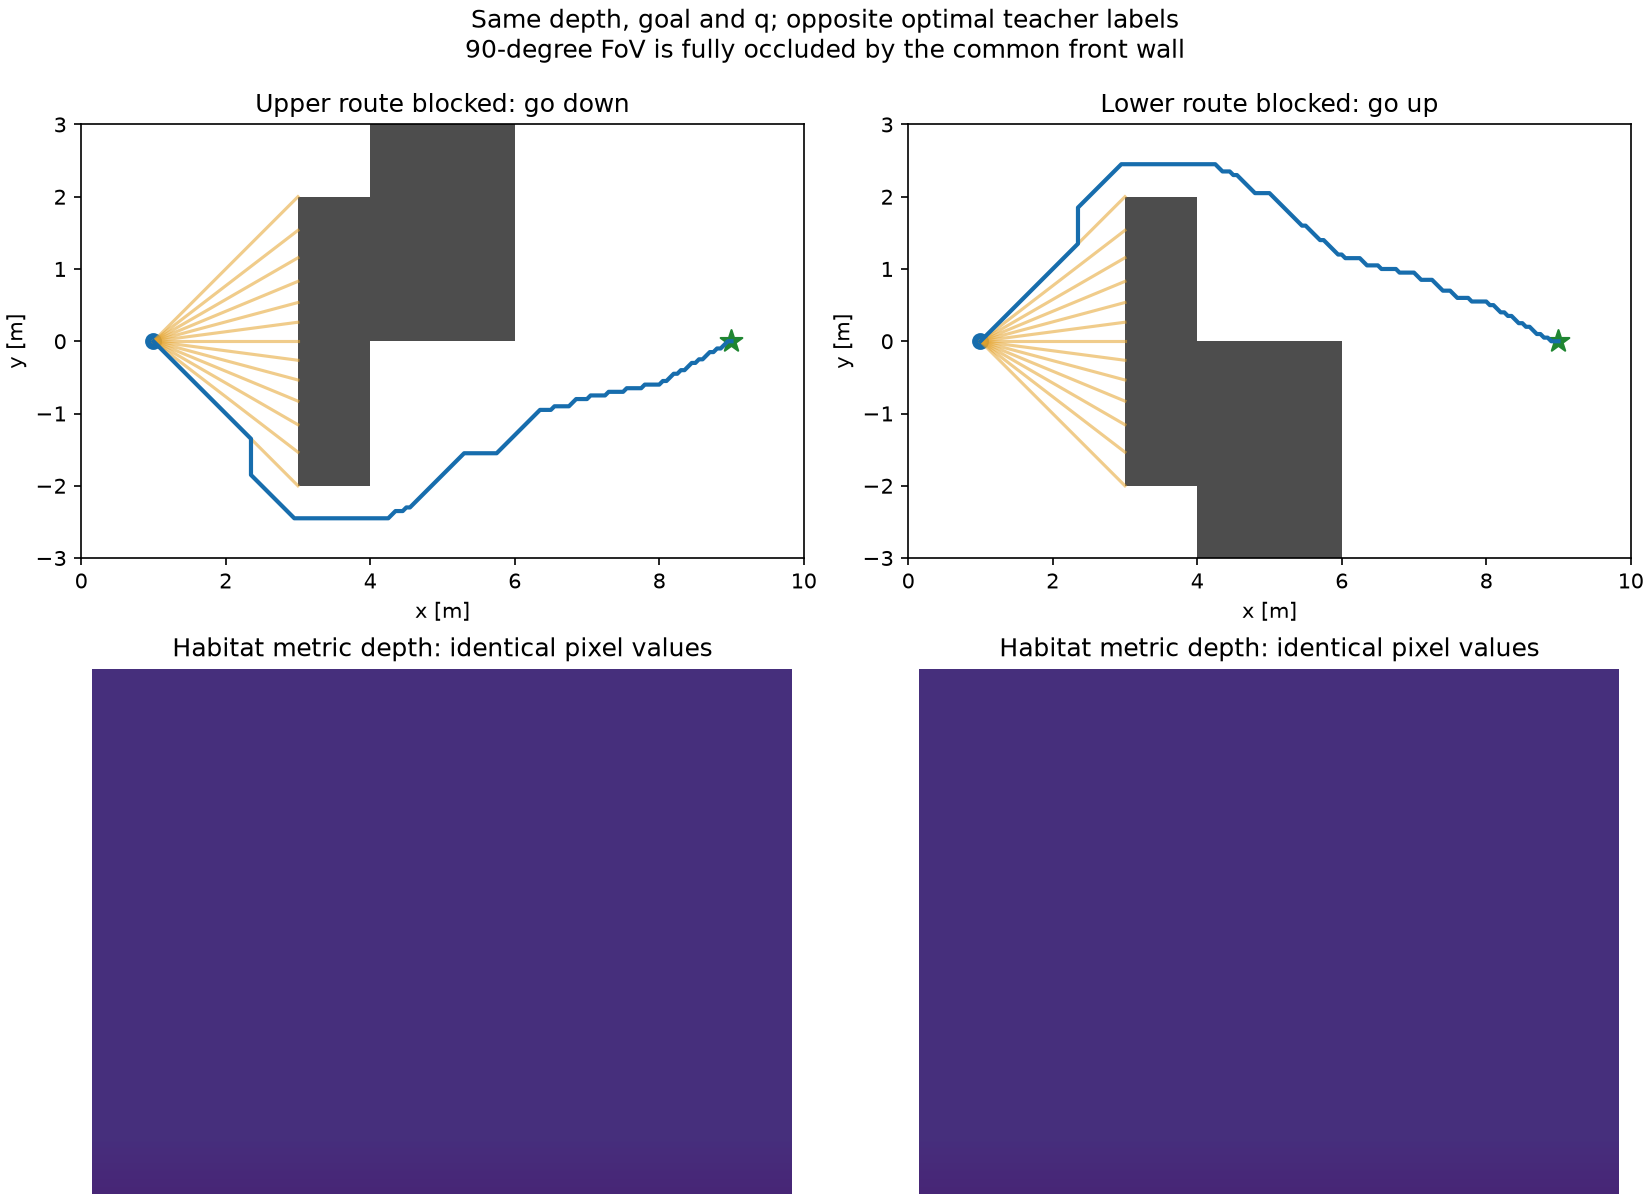 Same depth, goal and q; opposite optimal teacher labels
90-degree FoV is fully occluded by the common front wall
Upper route blocked: go down
3
2
1
0
−1
−2
−3
y [m]
0 2 4 6 8 10
x [m]
Lower route blocked: go up
3
2
1
0
−1
−2
−3
y [m]
0 2 4 6 8 10
x [m]
Habitat metric depth: identical pixel values
Habitat metric depth: identical pixel values